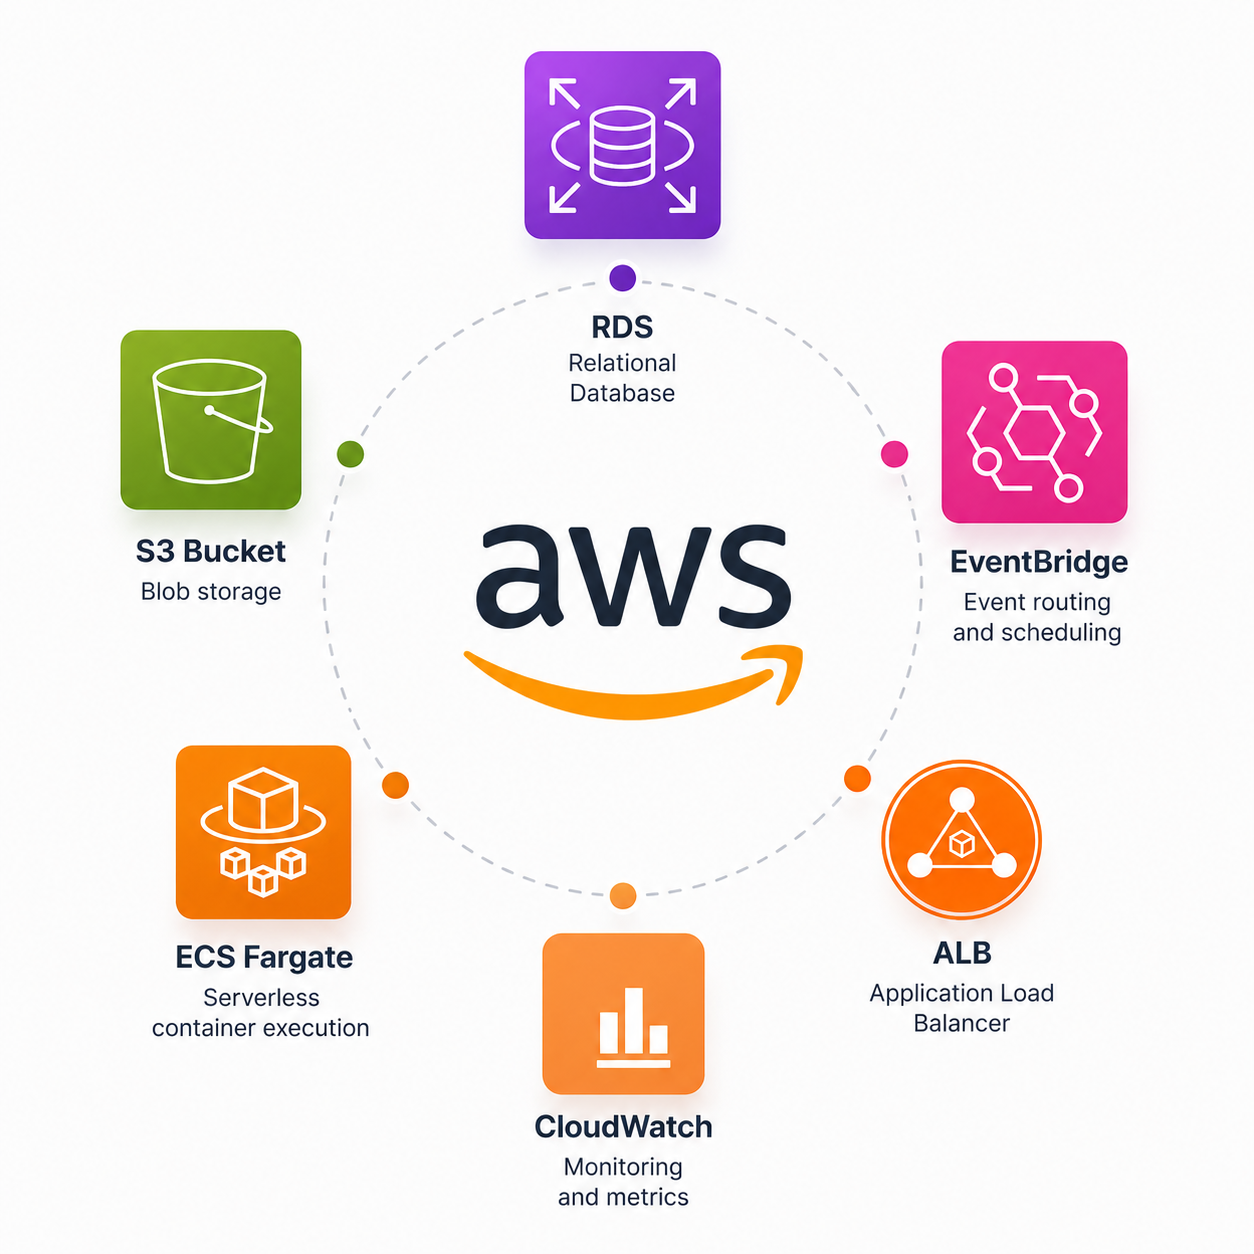 RDS
Relational
Database
S3 Bucket
Blob storage
EventBridge
Event routing
and scheduling
aws
ECS Fargate
Serverless
container execution
ALB
Application Load
Balancer
CloudWatch
Monitoring
and metrics